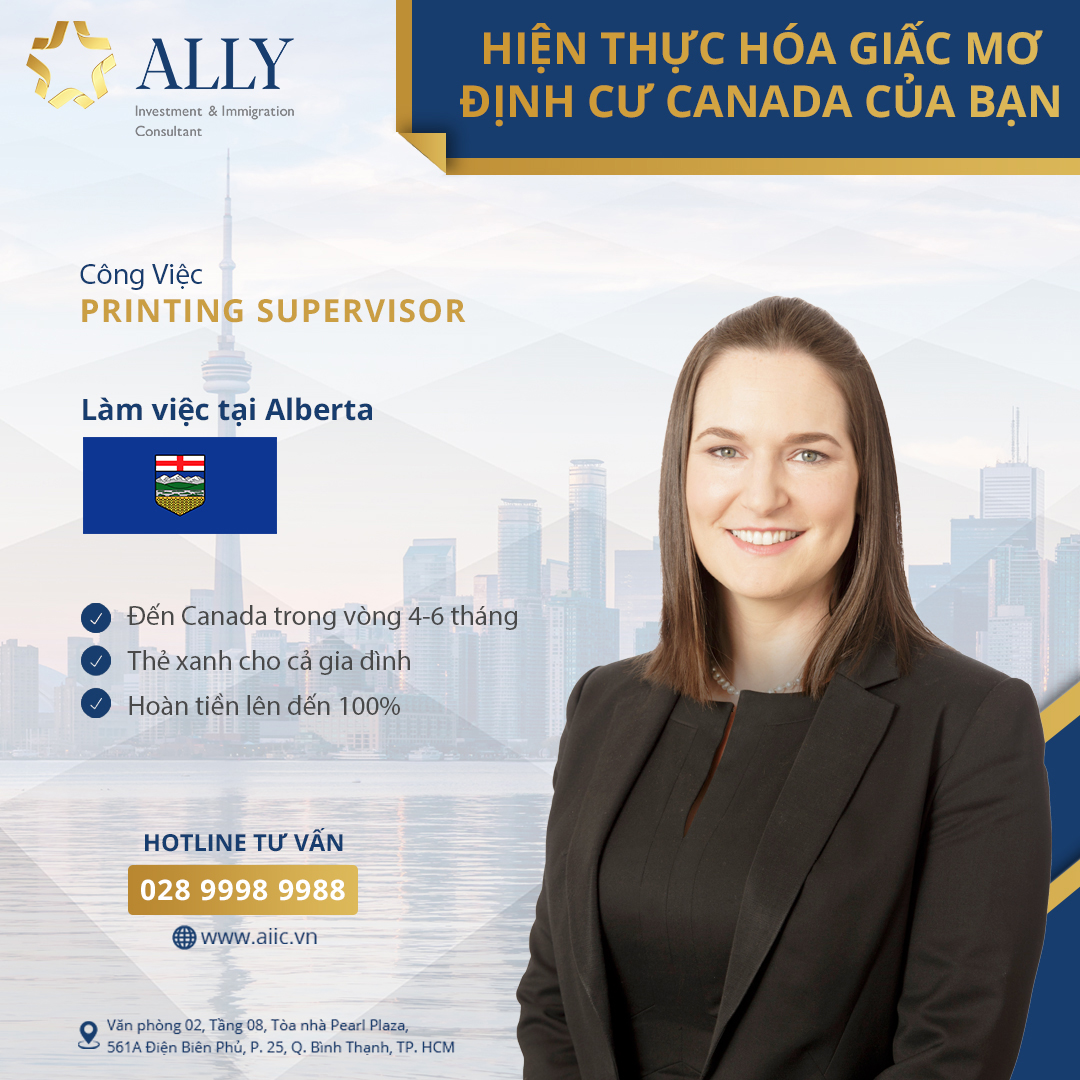 ALLY
Investment & Immigration
Consultant
HIỆN THỰC HÓA GIẤC MƠ
ĐỊNH CƯ CANADA CỦA BẠN
Công Việc
PRINTING SUPERVISOR
Làm việc tại Alberta
Đến Canada trong vòng 4-6 tháng
Thẻ xanh cho cả gia đình
Hoàn tiền lên đến 100%
HOTLINE TƯ VẤN
028 9998 9988
www.aiic.vn
Văn phòng 02, Tầng 08, Tòa nhà Pearl Plaza,
561A Điện Biên Phủ, P. 25, Q. Bình Thạnh, TP. HCM